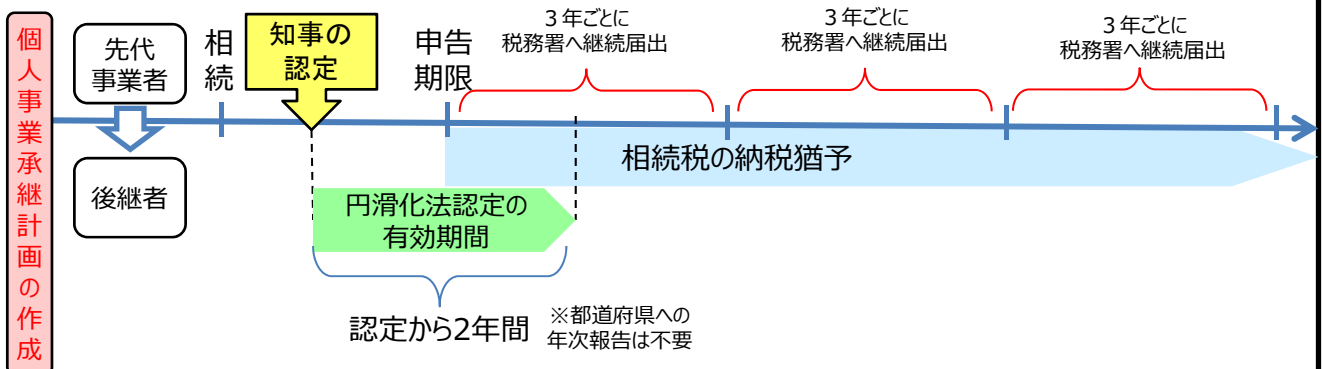 個人事業承継計画の作成
先代
事業者
後継者
相続
知事の
認定
申告
期限
3年ごとに
税務署へ継続届出
3年ごとに
税務署へ継続届出
3年ごとに
税務署へ継続届出
相続税の納税猶予
円滑化法認定の
有効期間
認定から2年間
※都道府県への
年次報告は不要